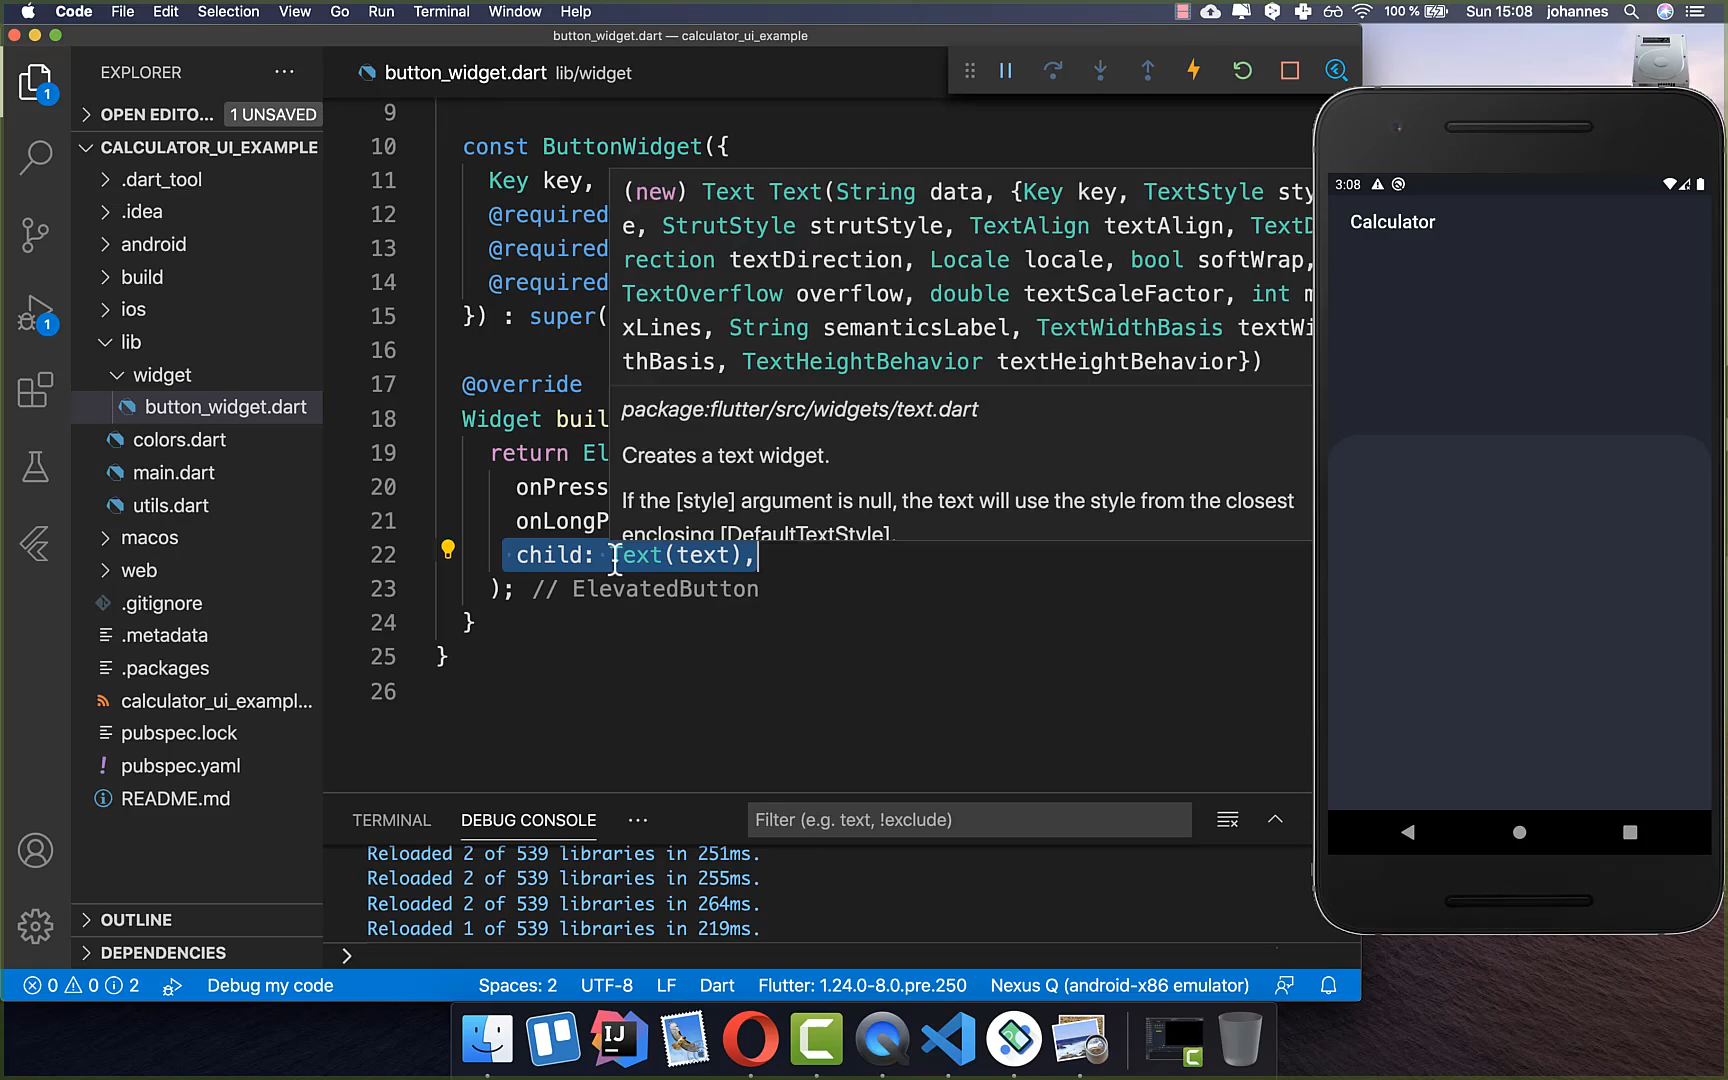 Code File Edit Selection View Go Run Terminal Window Help 100 % Sun 15:08 johannes
button_widget.dart — calculator_ui_example
EXPLORER
OPEN EDITO... 1 UNSAVED
CALCULATOR_UI_EXAMPLE
.dart_tool
.idea
android
build
ios
lib
widget
button_widget.dart
colors.dart
main.dart
utils.dart
macos
web
.gitignore
.metadata
.packages
calculator_ui_exampl...
pubspec.lock
pubspec.yaml
README.md
OUTLINE
DEPENDENCIES
1
1
button_widget.dart lib/widget
9
10 const ButtonWidget({
11 Key key,
12 @required
13 @required
14 @required
15 }) : super(
16
17 @override
18 Widget buil
19 return El
20 onPress
21 onLongP
22 child: Text(text),
23 ); // ElevatedButton
24 }
25 }
26
(new) Text Text(String data, {Key key, TextStyle sty
e, StrutStyle strutStyle, TextAlign textAlign, TextD
rection textDirection, Locale locale, bool softWrap,
TextOverflow overflow, double textScaleFactor, int m
xLines, String semanticsLabel, TextWidthBasis textWi
thBasis, TextHeightBehavior textHeightBehavior})
package:flutter/src/widgets/text.dart
Creates a text widget.
If the [style] argument is null, the text will use the style from the closest
enclosing [DefaultTextStyle].
TERMINAL DEBUG CONSOLE ... Filter (e.g. text, !exclude)
Reloaded 2 of 539 libraries in 251ms.
Reloaded 2 of 539 libraries in 255ms.
Reloaded 2 of 539 libraries in 264ms.
Reloaded 1 of 539 libraries in 219ms.
0 0 2 Debug my code Spaces: 2 UTF-8 LF Dart Flutter: 1.24.0-8.0.pre.250 Nexus Q (android-x86 emulator)
3:08
Calculator
IJ